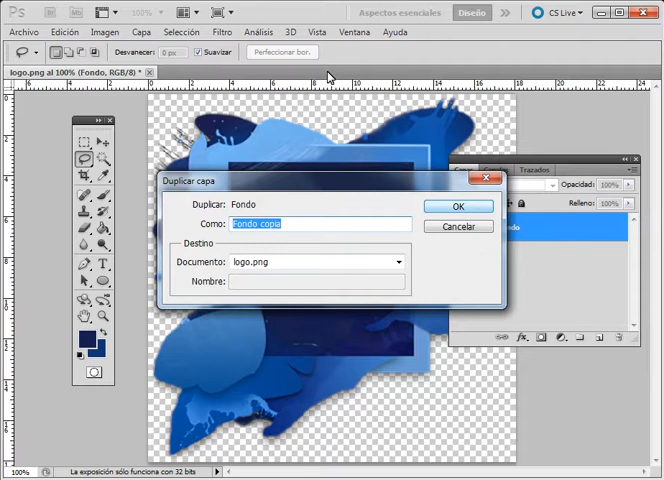 Ps Br Mb 100% Aspectos esenciales Diseño CS Live
Archivo Edición Imagen Capa Selección Filtro Análisis 3D Vista Ventana Ayuda
Desvanecer: 0 px Suavizar Perfeccionar bor.
logo.png al 100% (Fondo, RGB/8) *
Trazados
Opacidad: 100%
Relleno: 100%
Duplicar capa
Duplicar: Fondo
Como: Fondo copia
OK
Cancelar
Destino
Documento: logo.png
Nombre:
100% La exposición sólo funciona con 32 bits